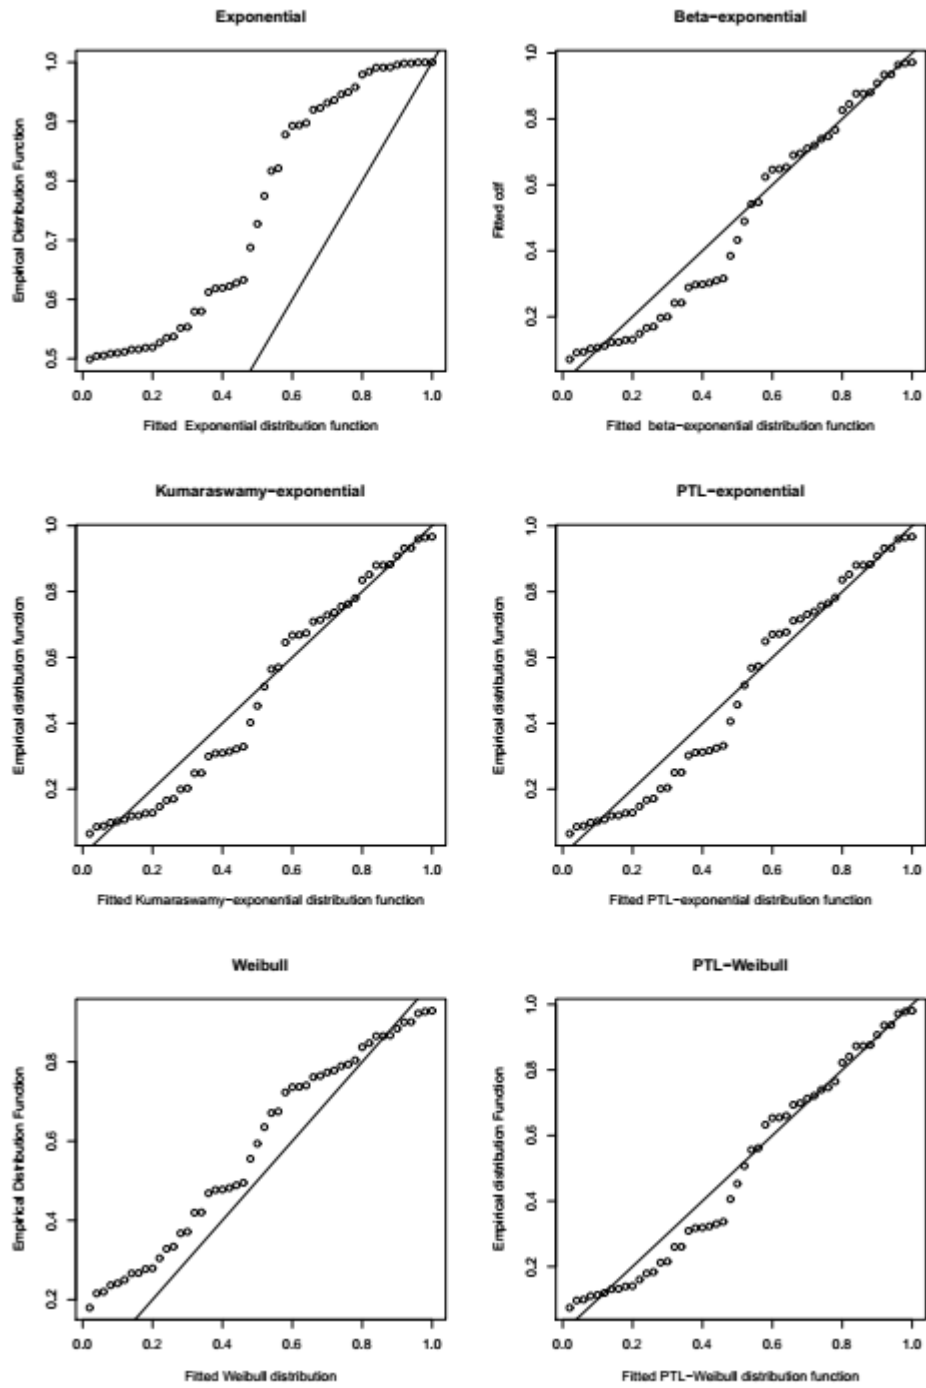 Exponential
Empirical Distribution Function
0.5 0.6 0.7 0.8 0.9 1.0
0.0 0.2 0.4 0.6 0.8 1.0
Fitted Exponential distribution function
Beta-exponential
Fitted cdf
0.2 0.4 0.6 0.8 1.0
0.0 0.2 0.4 0.6 0.8 1.0
Fitted beta-exponential distribution function
Kumaraswamy-exponential
Empirical distribution function
0.2 0.4 0.6 0.8 1.0
0.0 0.2 0.4 0.6 0.8 1.0
Fitted Kumaraswamy-exponential distribution function
PTL-exponential
Empirical distribution function
0.2 0.4 0.6 0.8 1.0
0.0 0.2 0.4 0.6 0.8 1.0
Fitted PTL-exponential distribution function
Weibull
Empirical Distribution Function
0.2 0.4 0.6 0.8
0.0 0.2 0.4 0.6 0.8 1.0
Fitted Weibull distribution
PTL-Weibull
Empirical distribution Function
0.2 0.4 0.6 0.8 1.0
0.0 0.2 0.4 0.6 0.8 1.0
Fitted PTL-Weibull distribution function